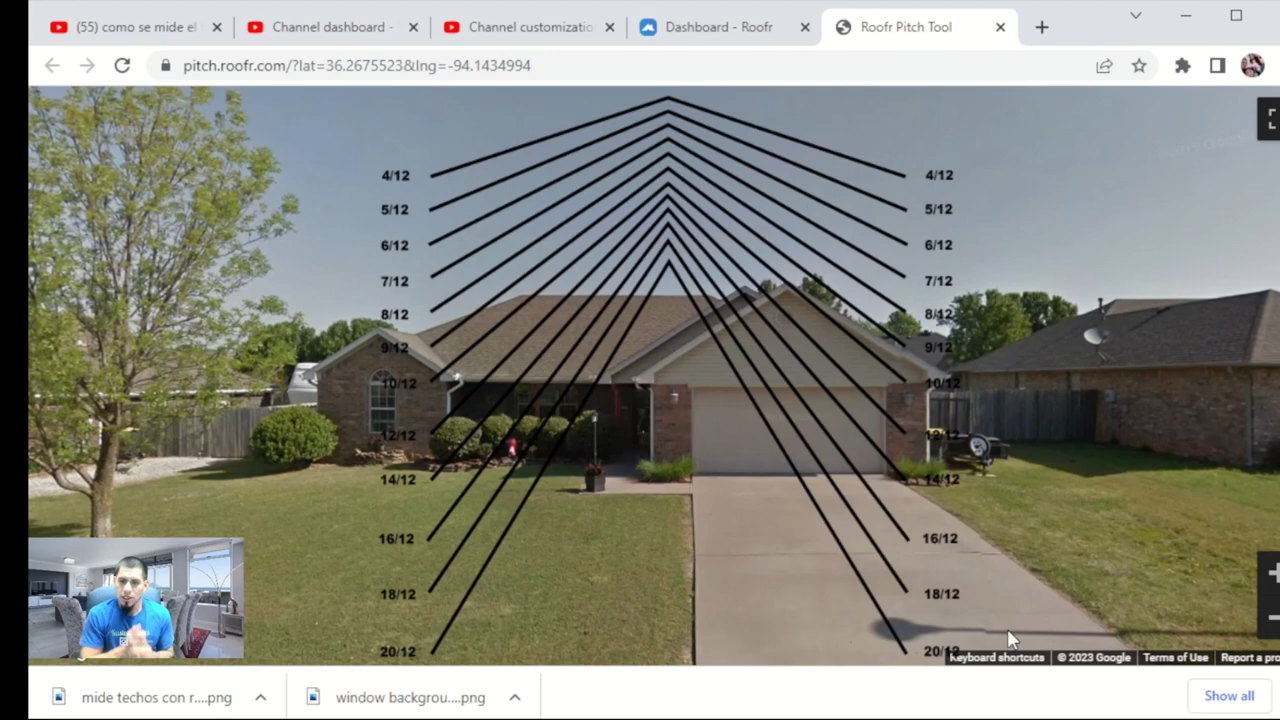 (55) como se mide el
Channel dashboard -
Channel customizatio
Dashboard - Roofr
Roofr Pitch Tool
pitch.roofr.com/?lat=36.2675523&lng=-94.1434994
4/12 4/12
5/12 5/12
6/12 6/12
7/12 7/12
8/12 8/12
9/12 9/12
10/12 10/12
12/12 12/12
14/12 14/12
16/12 16/12
18/12 18/12
20/12 20/12
Keyboard shortcuts © 2023 Google Terms of Use Report a pro
mide techos con r....png
window backgrou....png
Show all